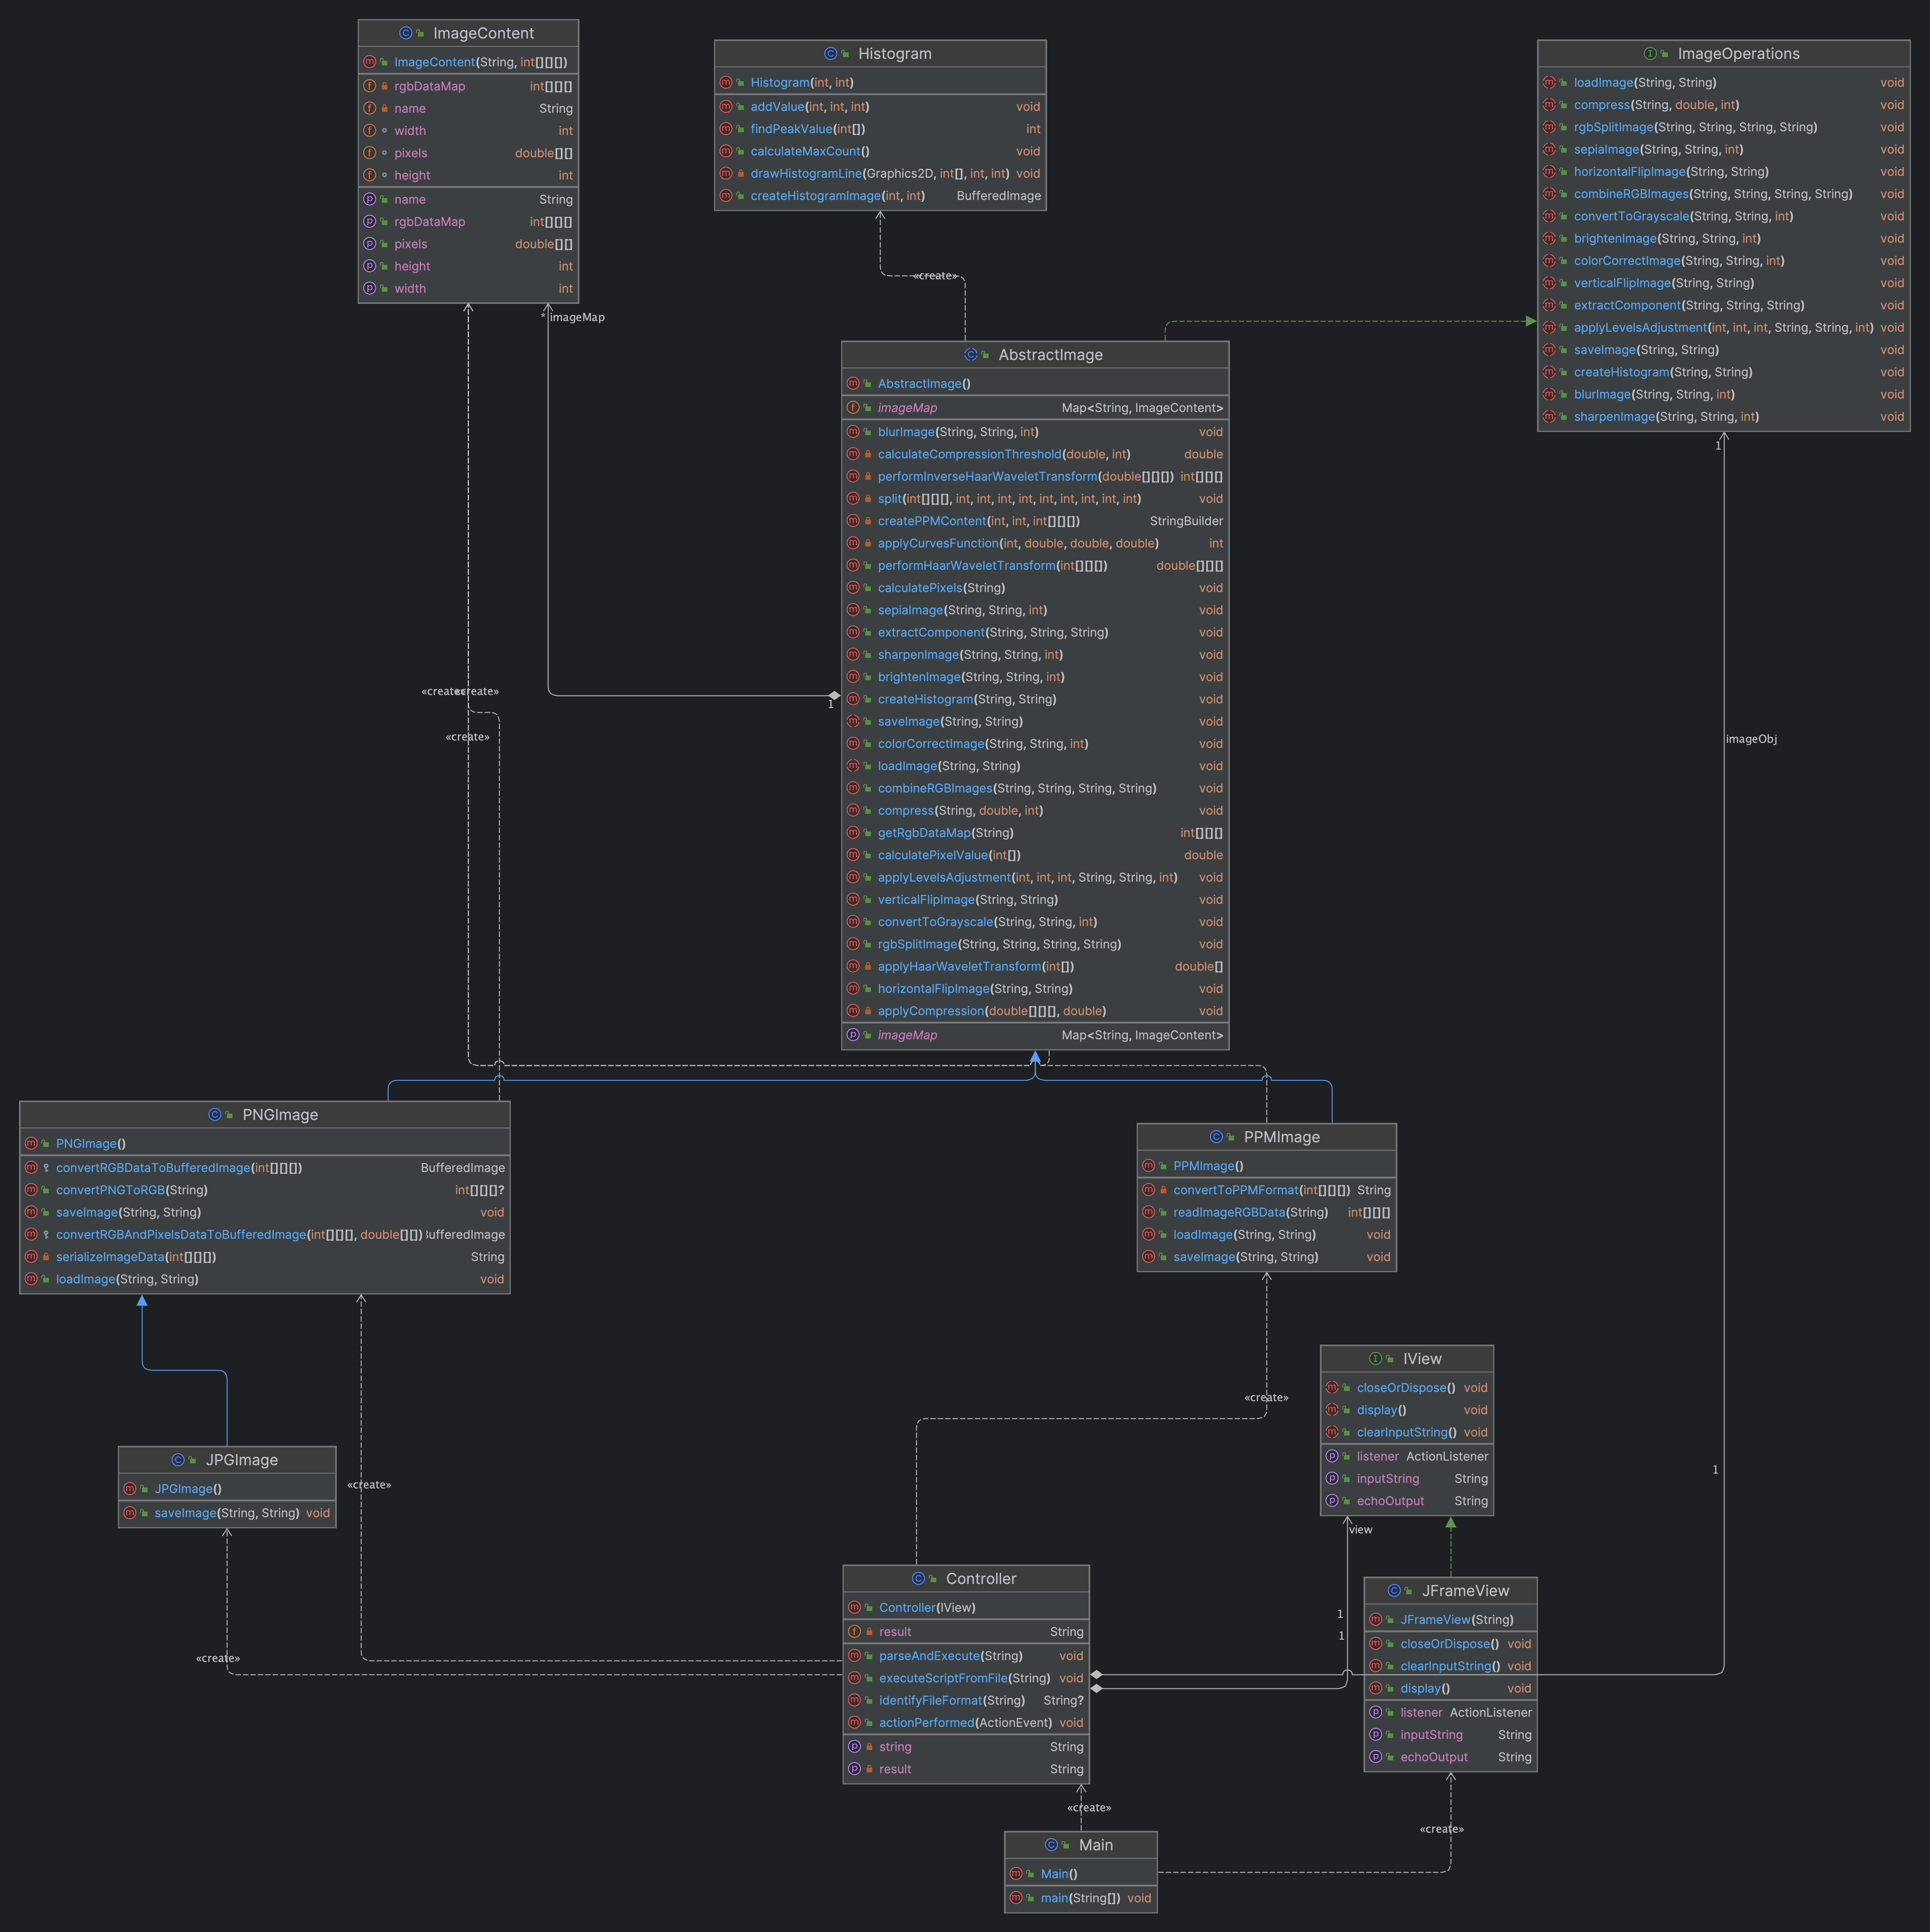 ImageContent
ImageContent(String, int[][][])
rgbDataMap int[][][]
name String
width int
pixels double[][]
height int
name String
rgbDataMap int[][][]
pixels double[][]
height int
width int
Histogram
Histogram(int, int)
addValue(int, int, int) void
findPeakValue(int[]) int
calculateMaxCount() void
drawHistogramLine(Graphics2D, int[], int, int) void
createHistogramImage(int, int) BufferedImage
ImageOperations
loadImage(String, String) void
compress(String, double, int) void
rgbSplitImage(String, String, String, String) void
sepiaImage(String, String, int) void
horizontalFlipImage(String, String) void
combineRGBImages(String, String, String, String) void
convertToGrayscale(String, String, int) void
brightenImage(String, String, int) void
colorCorrectImage(String, String, int) void
verticalFlipImage(String, String) void
extractComponent(String, String, String) void
applyLevelsAdjustment(int, int, int, String, String, int) void
saveImage(String, String) void
createHistogram(String, String) void
blurImage(String, String, int) void
sharpenImage(String, String, int) void
«create»
* imageMap
1
AbstractImage
AbstractImage()
imageMap Map<String, ImageContent>
blurImage(String, String, int) void
calculateCompressionThreshold(double, int) double
performInverseHaarWaveletTransform(double[][][]) int[][][]
split(int[][][], int, int, int, int, int, int, int, int, int) void
createPPMContent(int, int, int[][][]) StringBuilder
applyCurvesFunction(int, double, double, double) int
performHaarWaveletTransform(int[][][]) double[][][]
calculatePixels(String) void
sepiaImage(String, String, int) void
extractComponent(String, String, String) void
sharpenImage(String, String, int) void
brightenImage(String, String, int) void
createHistogram(String, String) void
saveImage(String, String) void
colorCorrectImage(String, String, int) void
loadImage(String, String) void
combineRGBImages(String, String, String, String) void
compress(String, double, int) void
getRgbDataMap(String) int[][][]
calculatePixelValue(int[]) double
applyLevelsAdjustment(int, int, int, String, String, int) void
verticalFlipImage(String, String) void
convertToGrayscale(String, String, int) void
rgbSplitImage(String, String, String, String) void
applyHaarWaveletTransform(int[]) double[]
horizontalFlipImage(String, String) void
applyCompression(double[][][], double) void
imageMap Map<String, ImageContent>
«create»
«create»
«create»
1
imageObj
1
PNGImage
PNGImage()
convertRGBDataToBufferedImage(int[][][]) BufferedImage
convertPNGToRGB(String) int[][][]?
saveImage(String, String) void
convertRGBAndPixelsDataToBufferedImage(int[][][], double[][]) lufferedImage
serializeImageData(int[][][]) String
loadImage(String, String) void
PPMImage
PPMImage()
convertToPPMFormat(int[][][]) String
readImageRGBData(String) int[][][]
loadImage(String, String) void
saveImage(String, String) void
«create»
IView
closeOrDispose() void
display() void
clearInputString() void
listener ActionListener
inputString String
echoOutput String
JPGImage
JPGImage()
saveImage(String, String) void
«create»
«create»
view
1
1
Controller
Controller(IView)
result String
parseAndExecute(String) void
executeScriptFromFile(String) void
identifyFileFormat(String) String?
actionPerformed(ActionEvent) void
string String
result String
JFrameView
JFrameView(String)
closeOrDispose() void
clearInputString() void
display() void
listener ActionListener
inputString String
echoOutput String
«create»
«create»
Main
Main()
main(String[]) void